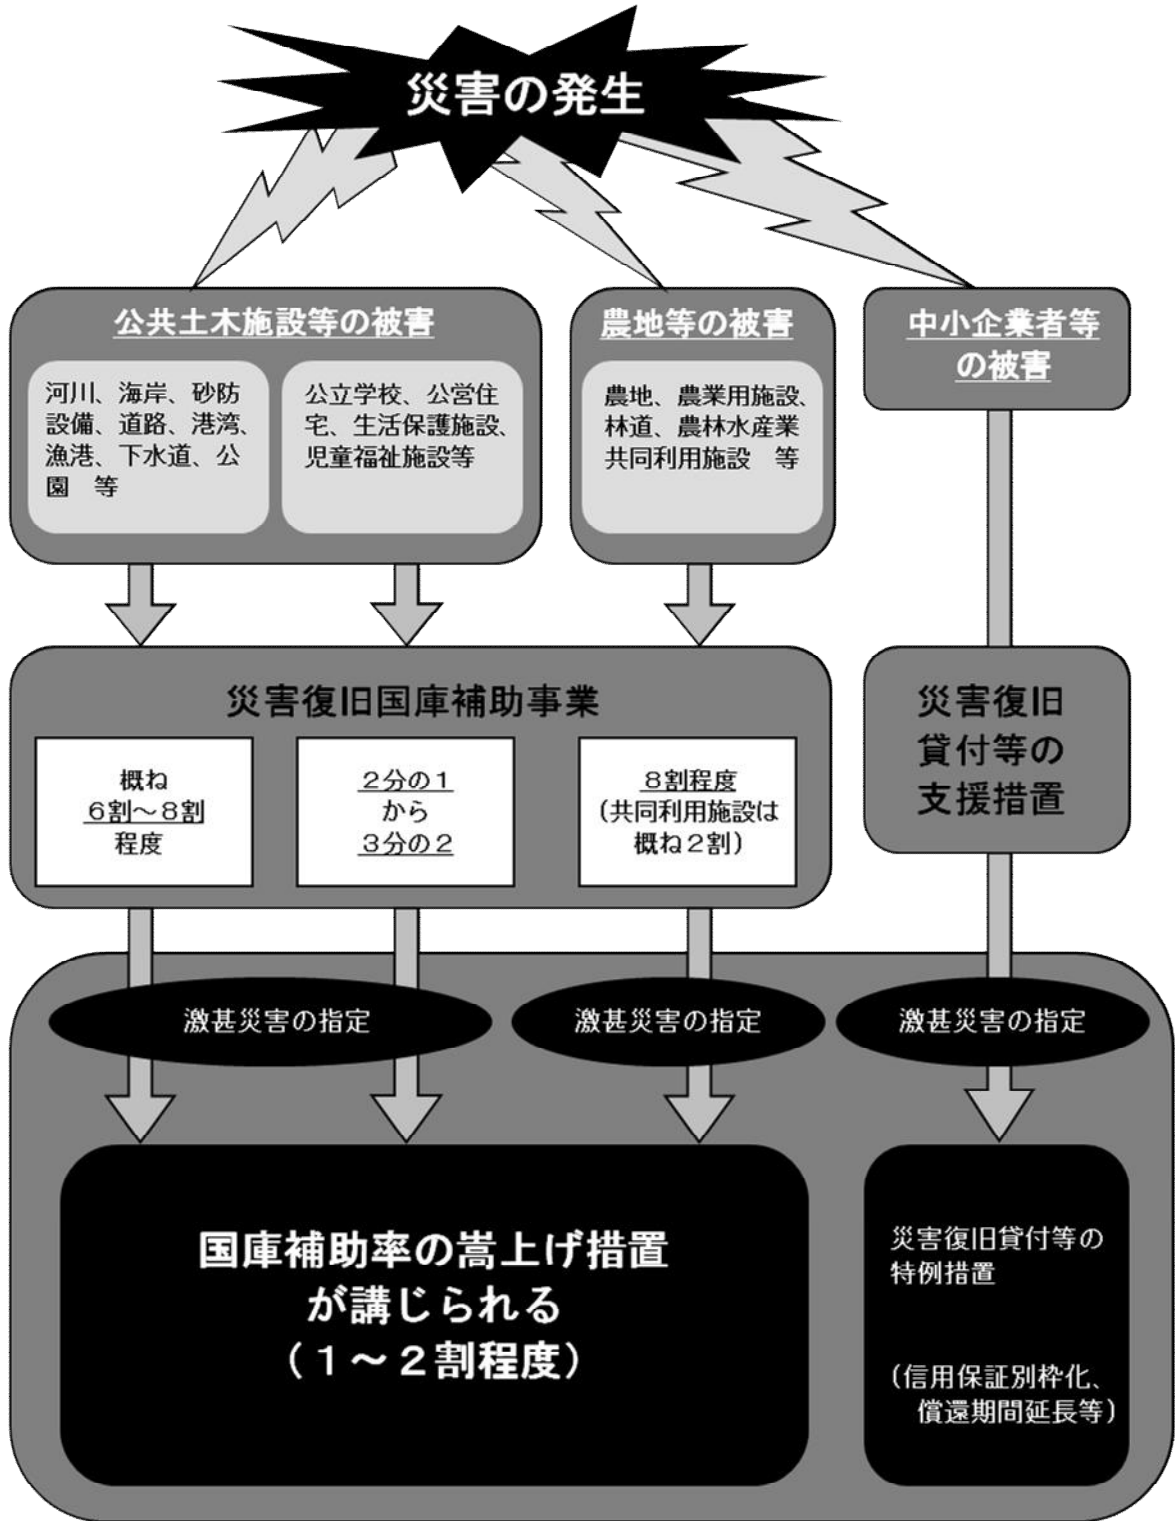 災害の発生
公共土木施設等の被害
河川、海岸、砂防
設備、道路、港湾、
漁港、下水道、公
園　等
公立学校、公営住
宅、生活保護施設、
児童福祉施設等
農地等の被害
農地、農業用施設、
林道、農林水産業
共同利用施設　等
中小企業者等
の被害
災害復旧国庫補助事業
概ね
６割～８割
程度
２分の１
から
３分の２
８割程度
（共同利用施設は
概ね２割）
災害復旧
貸付等の
支援措置
激甚災害の指定
激甚災害の指定
激甚災害の指定
国庫補助率の嵩上げ措置
が講じられる
（１～２割程度）
災害復旧貸付等の
特例措置
（信用保証別枠化、
償還期間延長等）